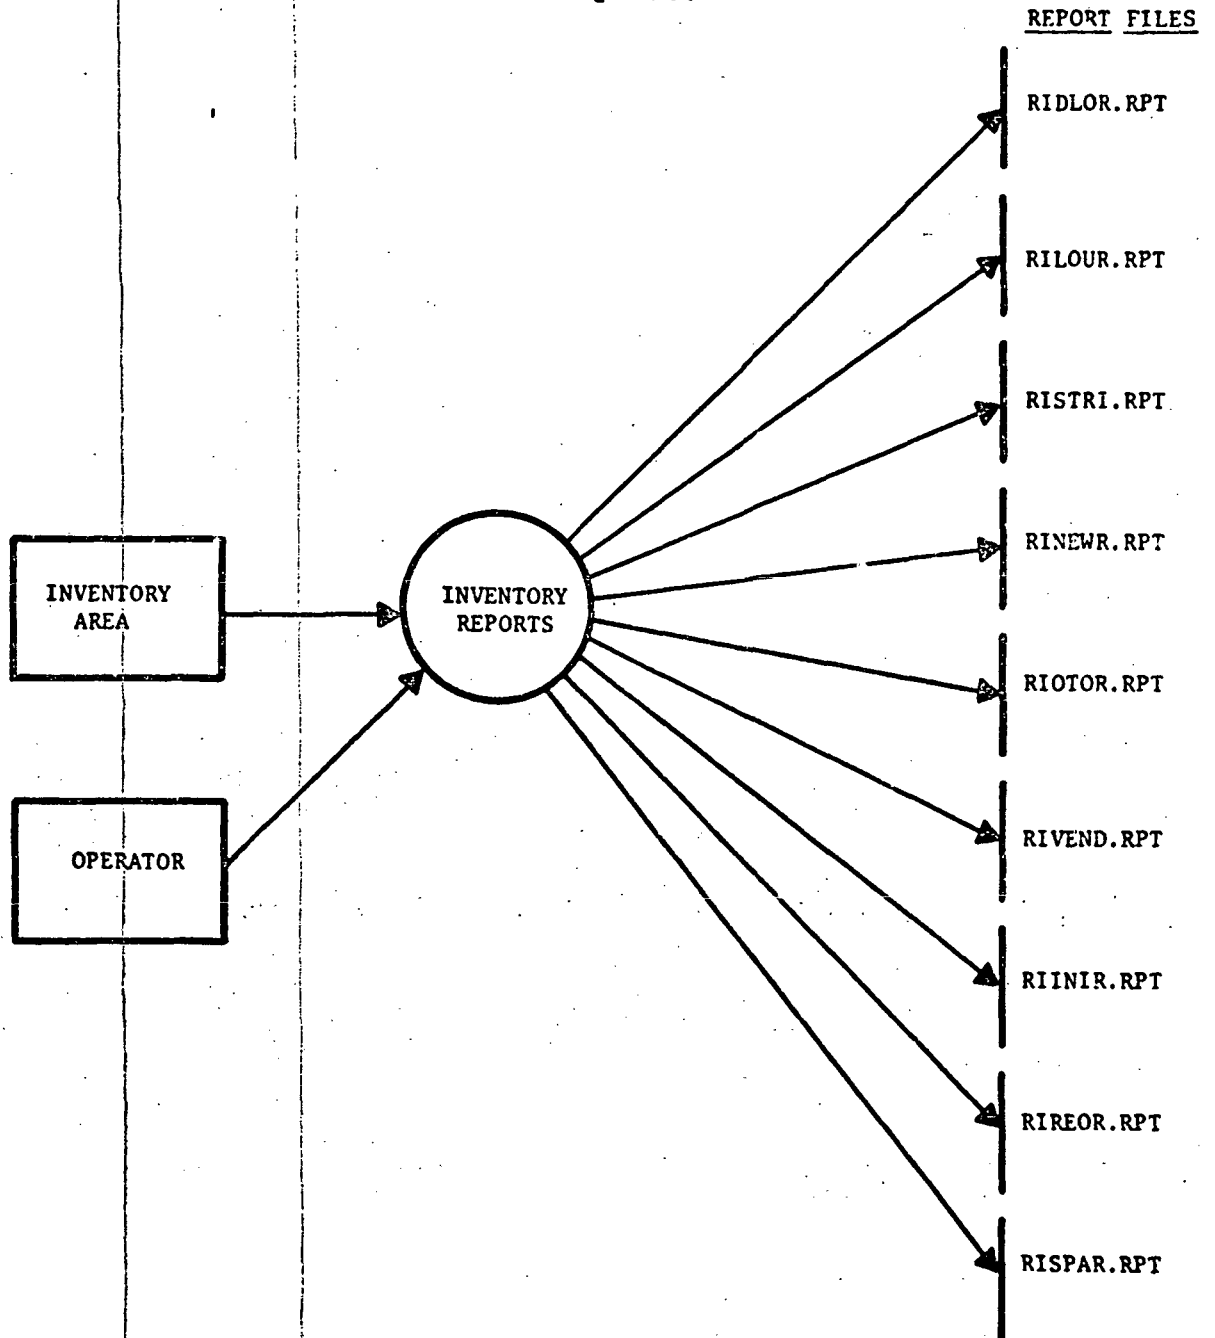 REPORT FILES
RIDLOR.RPT
RILOUR.RPT
RISTRI.RPT
RINEWR.RPT
RIOTOR.RPT
RIVEND.RPT
RIINIR.RPT
RIREOR.RPT
RISPAR.RPT
INVENTORY
AREA
INVENTORY
REPORTS
OPERATOR